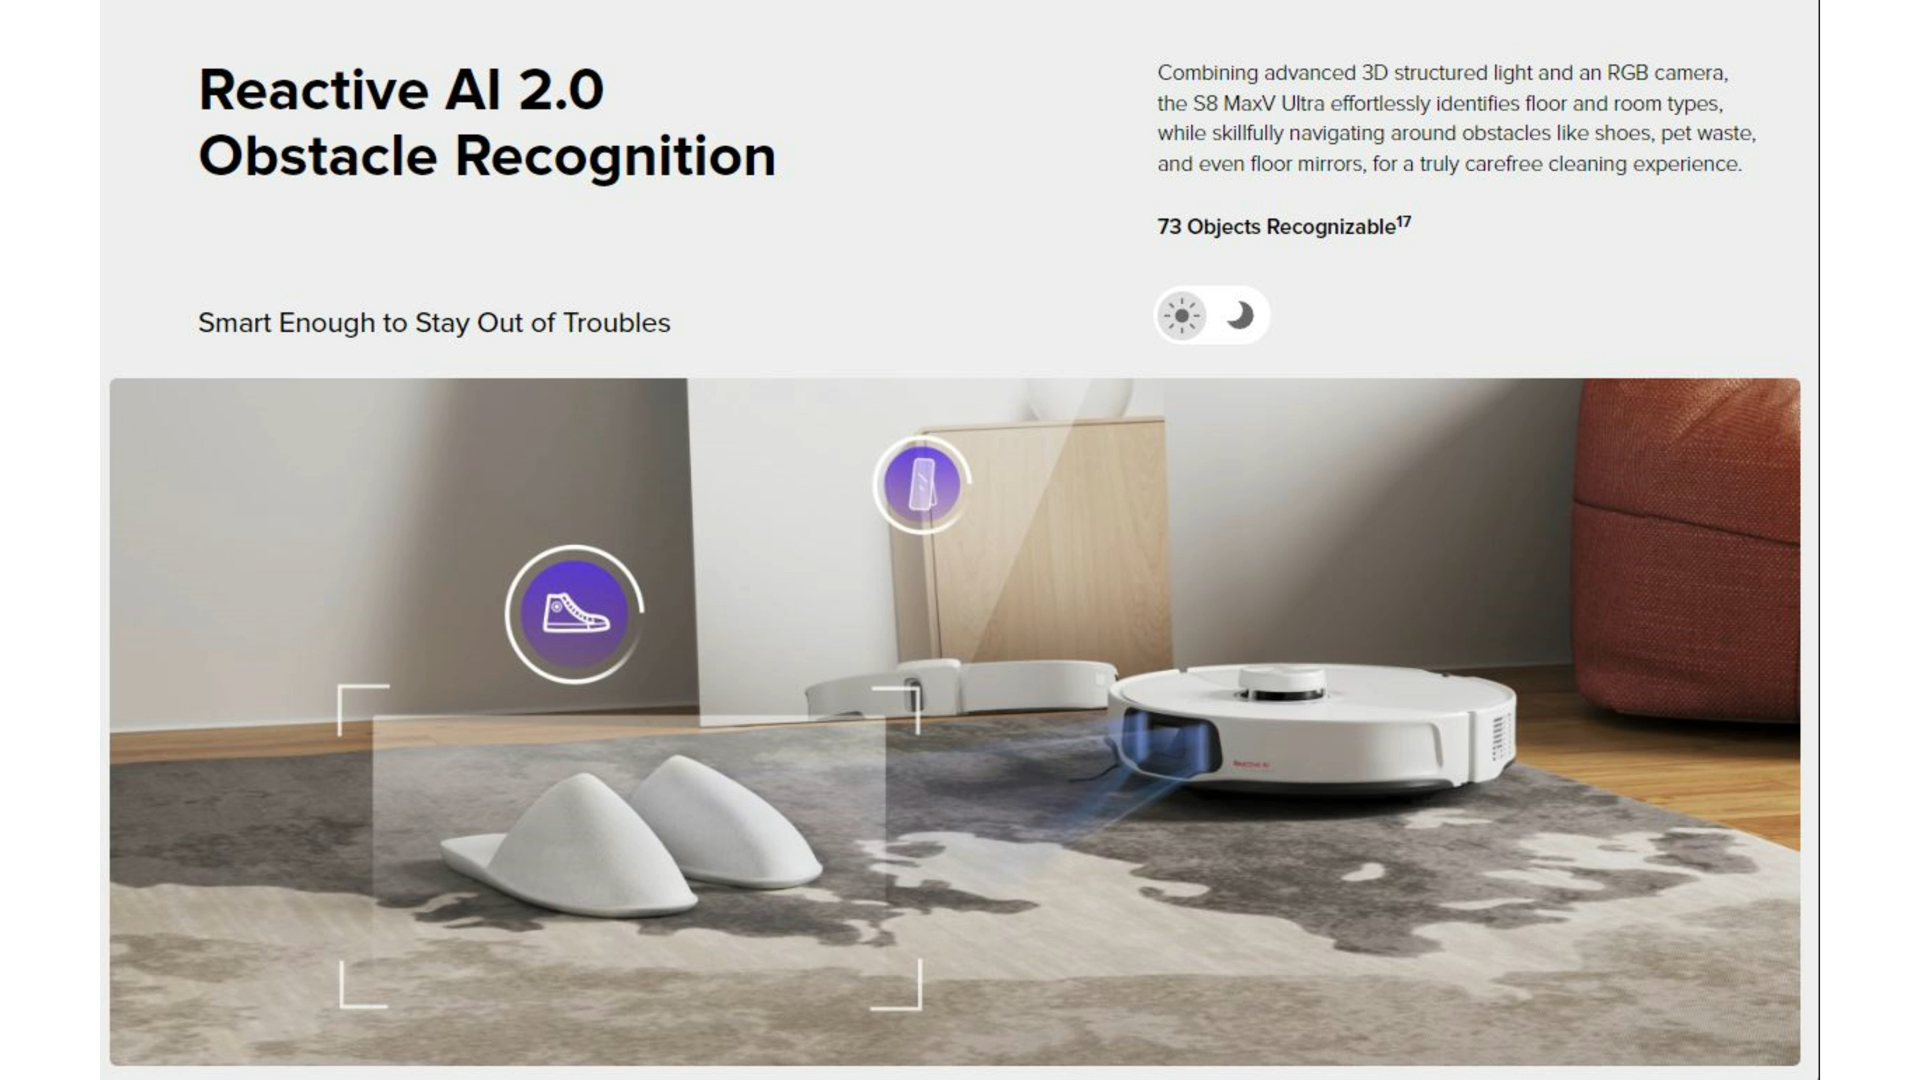 Reactive AI 2.0
Obstacle Recognition
Combining advanced 3D structured light and an RGB camera,
the S8 MaxV Ultra effortlessly identifies floor and room types,
while skillfully navigating around obstacles like shoes, pet waste,
and even floor mirrors, for a truly carefree cleaning experience.
73 Objects Recognizable¹⁷
Smart Enough to Stay Out of Troubles
Reactive AI